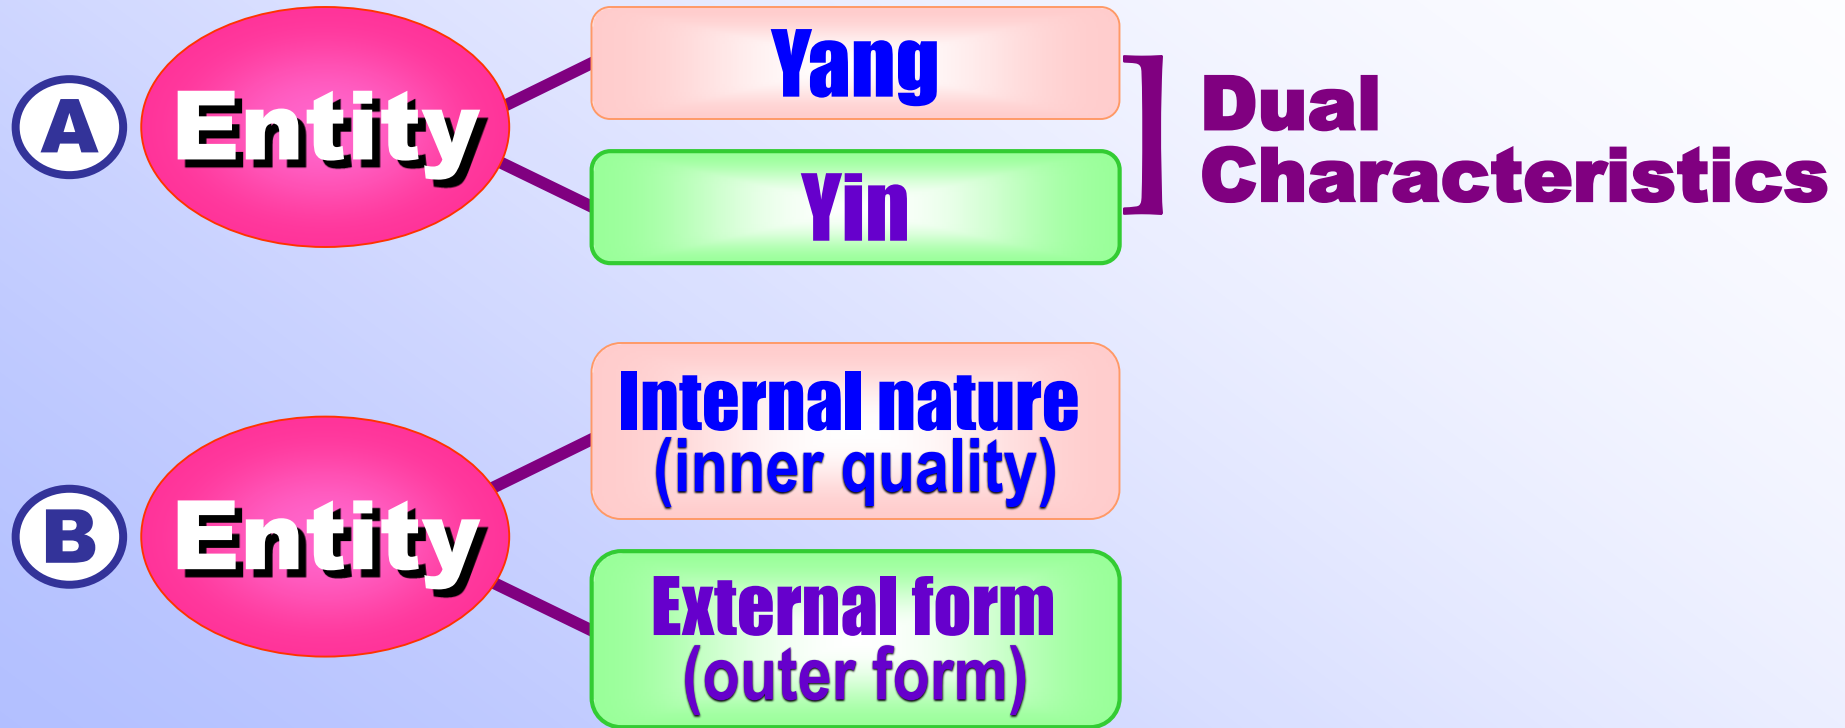 A
Entity
Yang
Yin
Dual
Characteristics
B
Entity
Internal nature
(inner quality)
External form
(outer form)